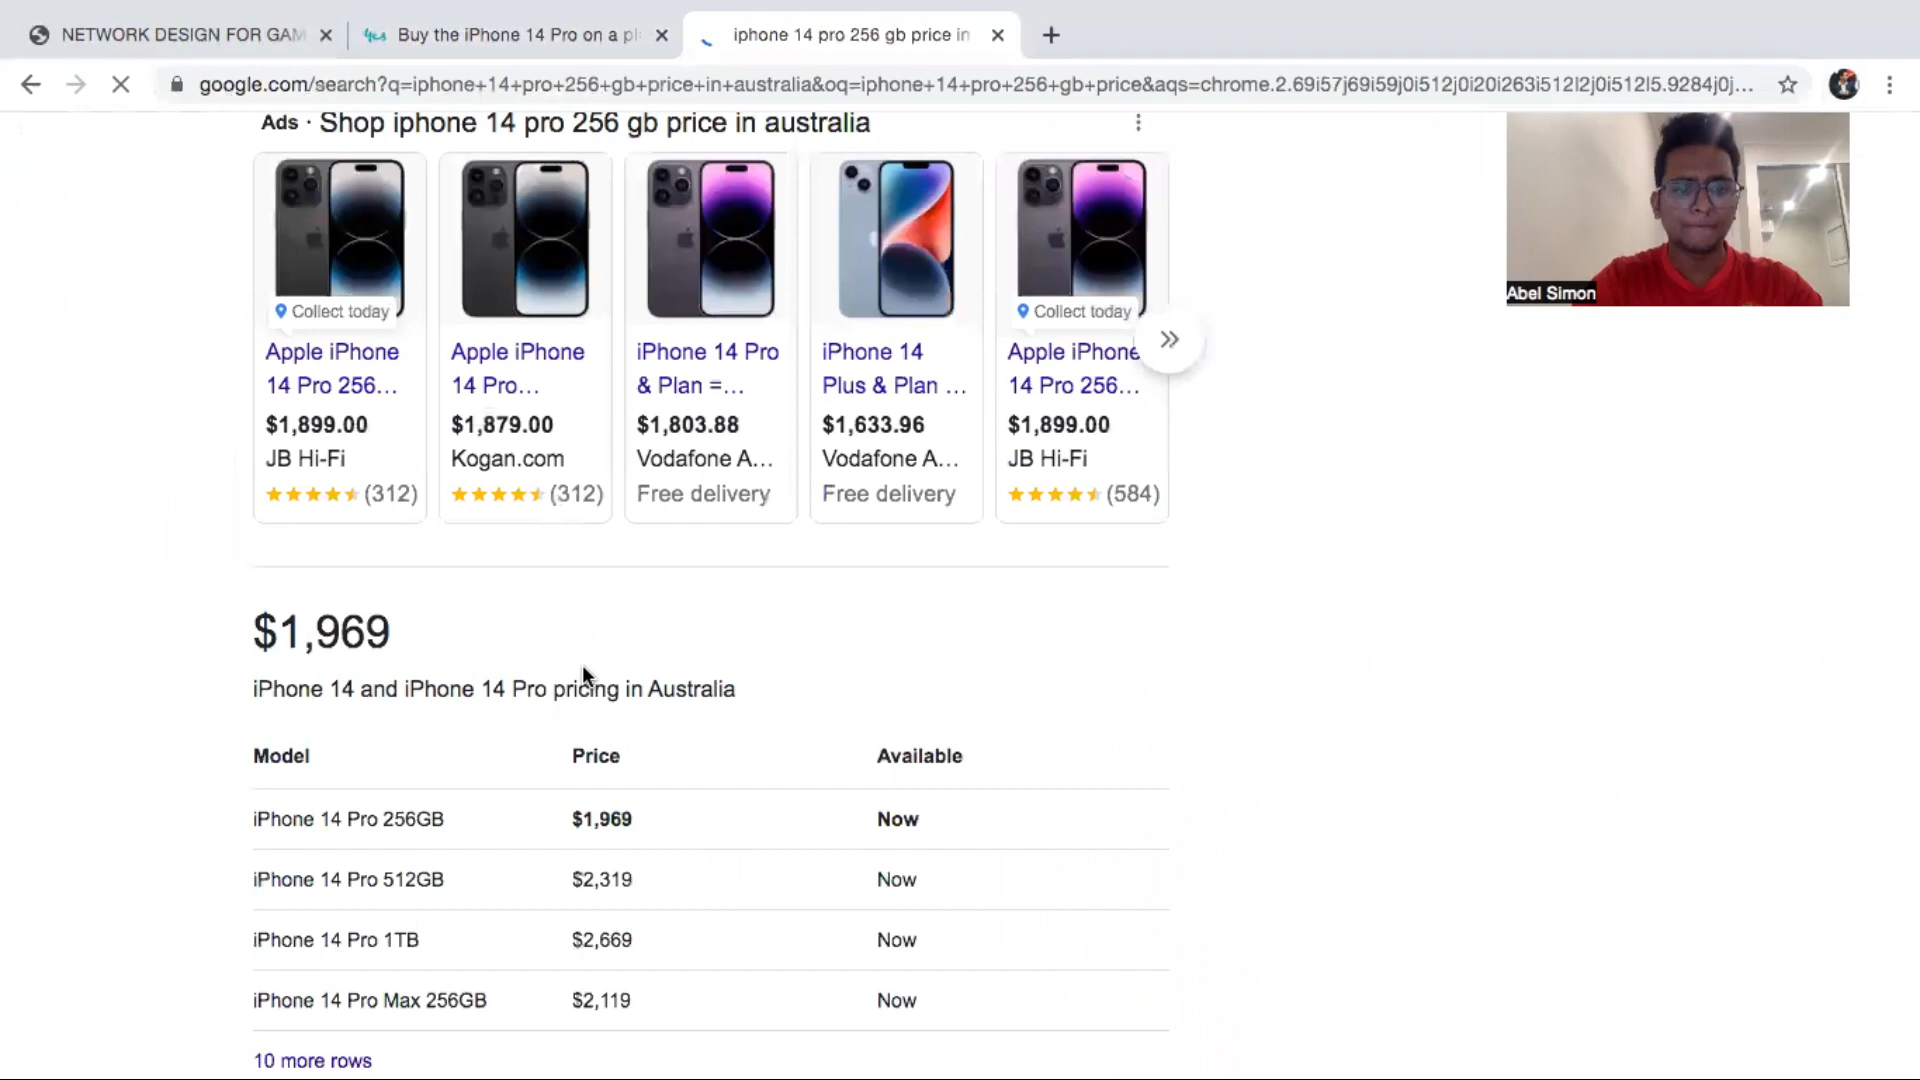 NETWORK DESIGN FOR GAM
yes Buy the iPhone 14 Pro on a pl
iphone 14 pro 256 gb price in
google.com/search?q=iphone+14+pro+256+gb+price+in+australia&oq=iphone+14+pro+256+gb+price&aqs=chrome.2.69i57j69i59j0i512j0i20i263i512l2j0i512l5.9284j0j...
Ads · Shop iphone 14 pro 256 gb price in australia
Collect today
Apple iPhone
14 Pro 256...
$1,899.00
JB Hi-Fi
(312)
Apple iPhone
14 Pro...
$1,879.00
Kogan.com
(312)
iPhone 14 Pro
& Plan =...
$1,803.88
Vodafone A...
Free delivery
iPhone 14
Plus & Plan ...
$1,633.96
Vodafone A...
Free delivery
Collect today
Apple iPhone
14 Pro 256...
$1,899.00
JB Hi-Fi
(584)
Abel Simon
$1,969
iPhone 14 and iPhone 14 Pro pricing in Australia
Model Price Available
iPhone 14 Pro 256GB $1,969 Now
iPhone 14 Pro 512GB $2,319 Now
iPhone 14 Pro 1TB $2,669 Now
iPhone 14 Pro Max 256GB $2,119 Now
10 more rows